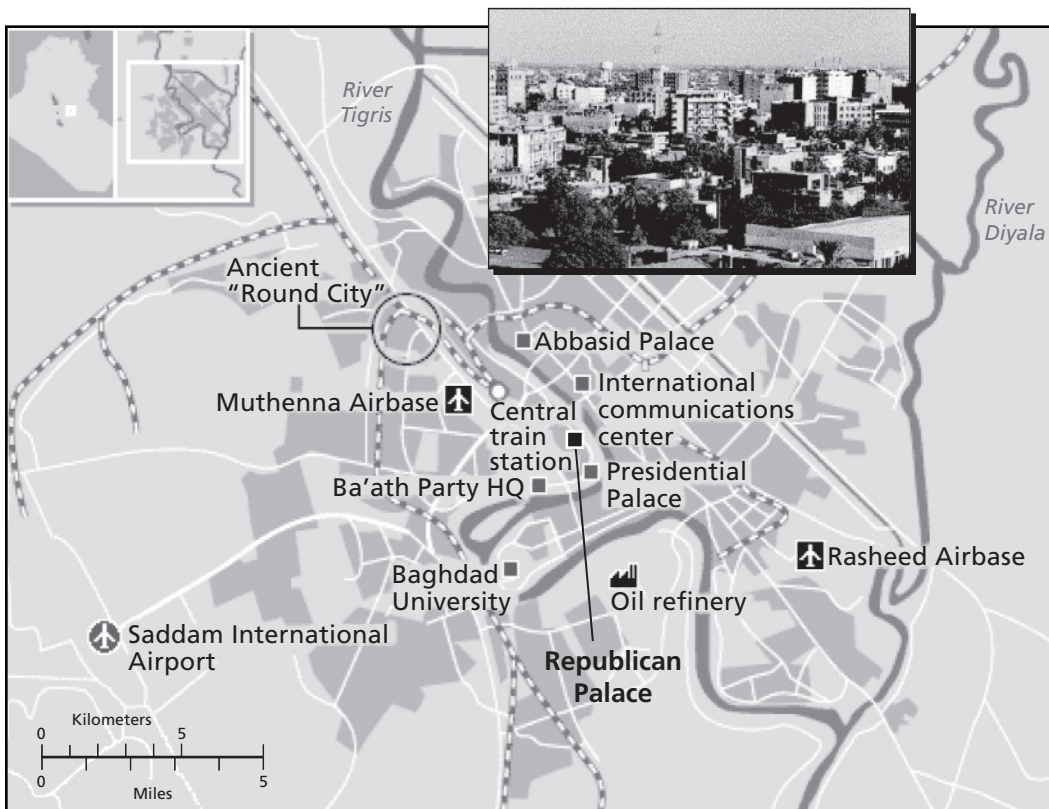 River
Tigris
River
Diyala
Ancient
“Round City”
Abbasid Palace
Muthenna Airbase
International
communications
center
Central
train
station
Ba’ath Party HQ
Presidential
Palace
Rasheed Airbase
Baghdad
University
Oil refinery
Saddam International
Airport
Republican
Palace
Kilometers
0 5
0 5
Miles